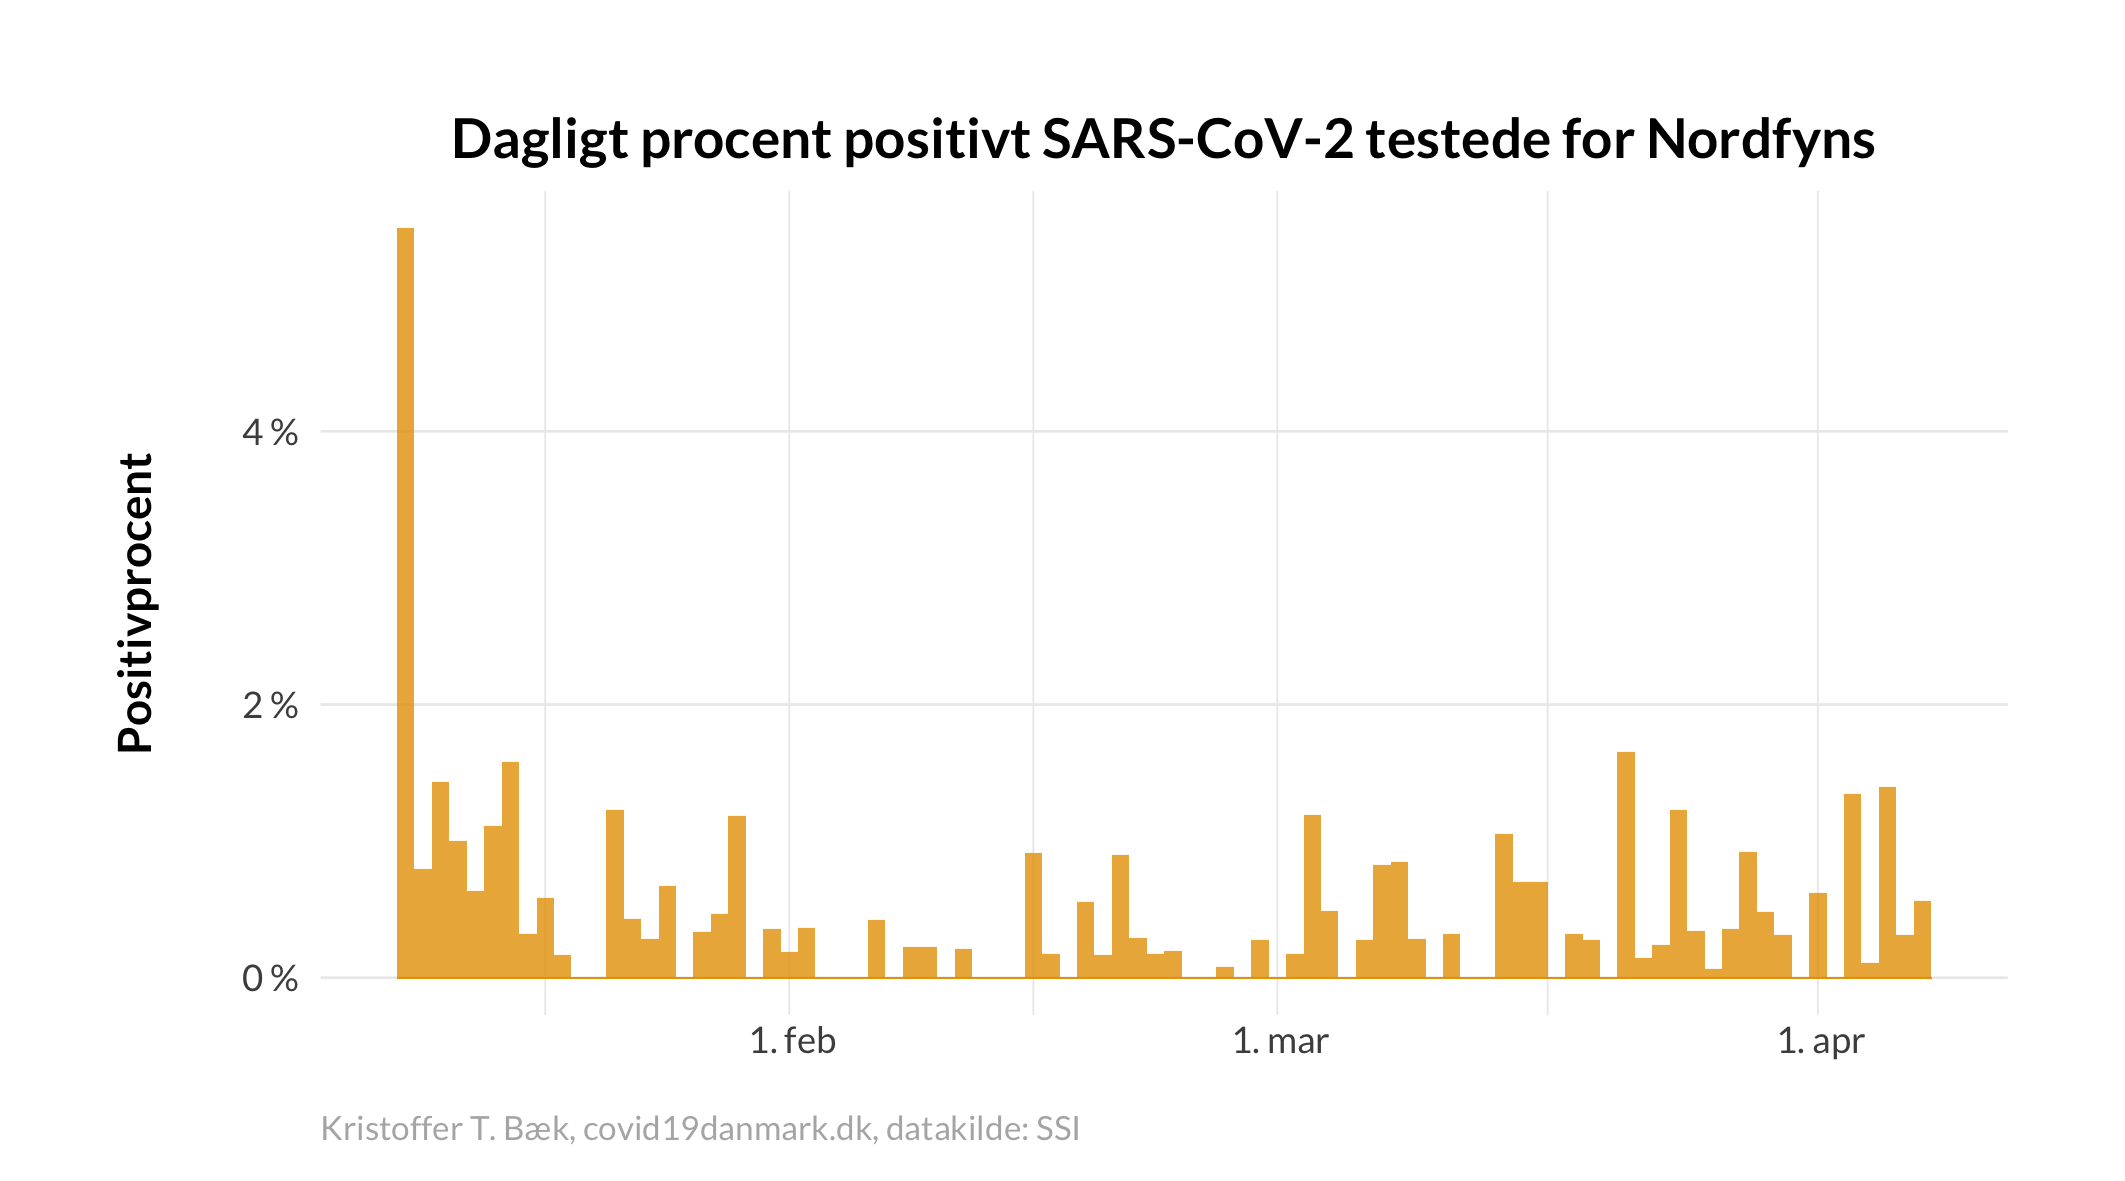 Dagligt procent positivt SARS-CoV-2 testede for Nordfyns
Positivprocent
4 %
2 %
0 %
1. feb
1. mar
1. apr
Kristoffer T. Bæk, covid19danmark.dk, datakilde: SSI